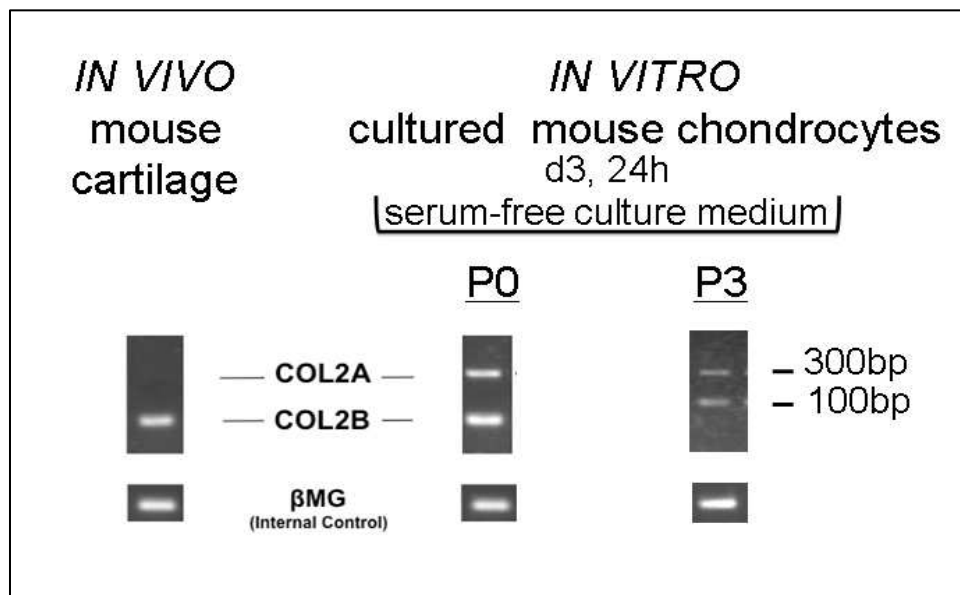 IN VIVO
mouse
cartilage
IN VITRO
cultured mouse chondrocytes
d3, 24h
serum-free culture medium
P0
P3
COL2A
COL2B
300bp
100bp
βMG
(Internal Control)